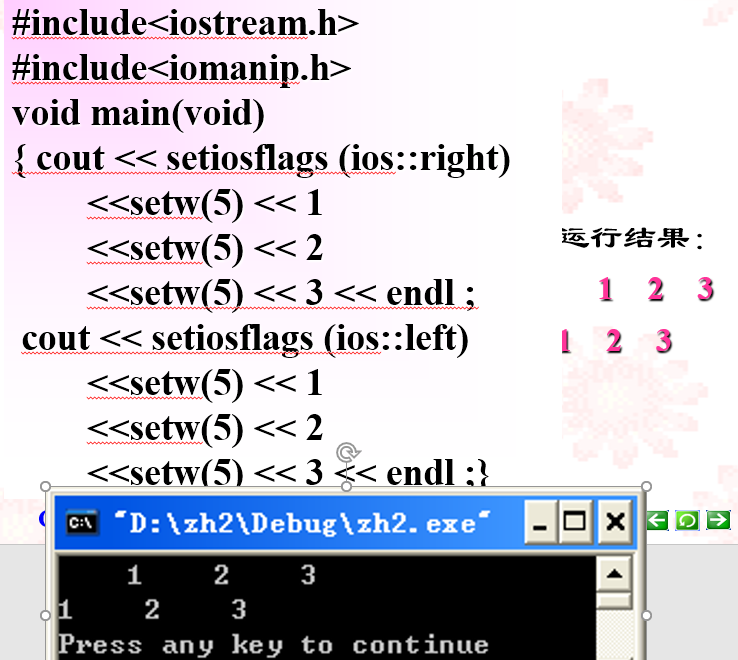 #include<iostream.h>
#include<iomanip.h>
void main(void)
{ cout << setiosflags (ios::right)
<<setw(5) << 1
<<setw(5) << 2
<<setw(5) << 3 << endl ;
cout << setiosflags (ios::left)
<<setw(5) << 1
<<setw(5) << 2
<<setw(5) << 3 << endl ;}
运行结果：
1 2 3
1 2 3
"D:\zh2\Debug\zh2.exe"
1 2 3
1 2 3
Press any key to continue